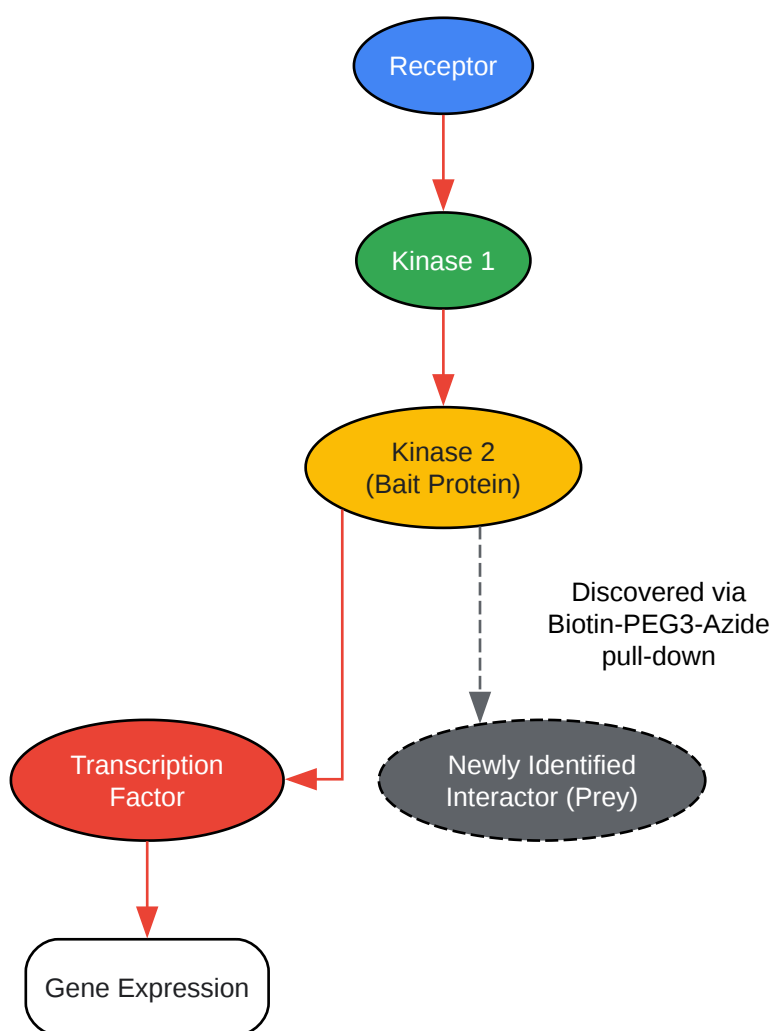 Receptor
Kinase 1
Kinase 2
(Bait Protein)
Discovered via
Biotin-PEG3-Azide
pull-down
Transcription
Factor
Newly Identified
Interactor (Prey)
Gene Expression